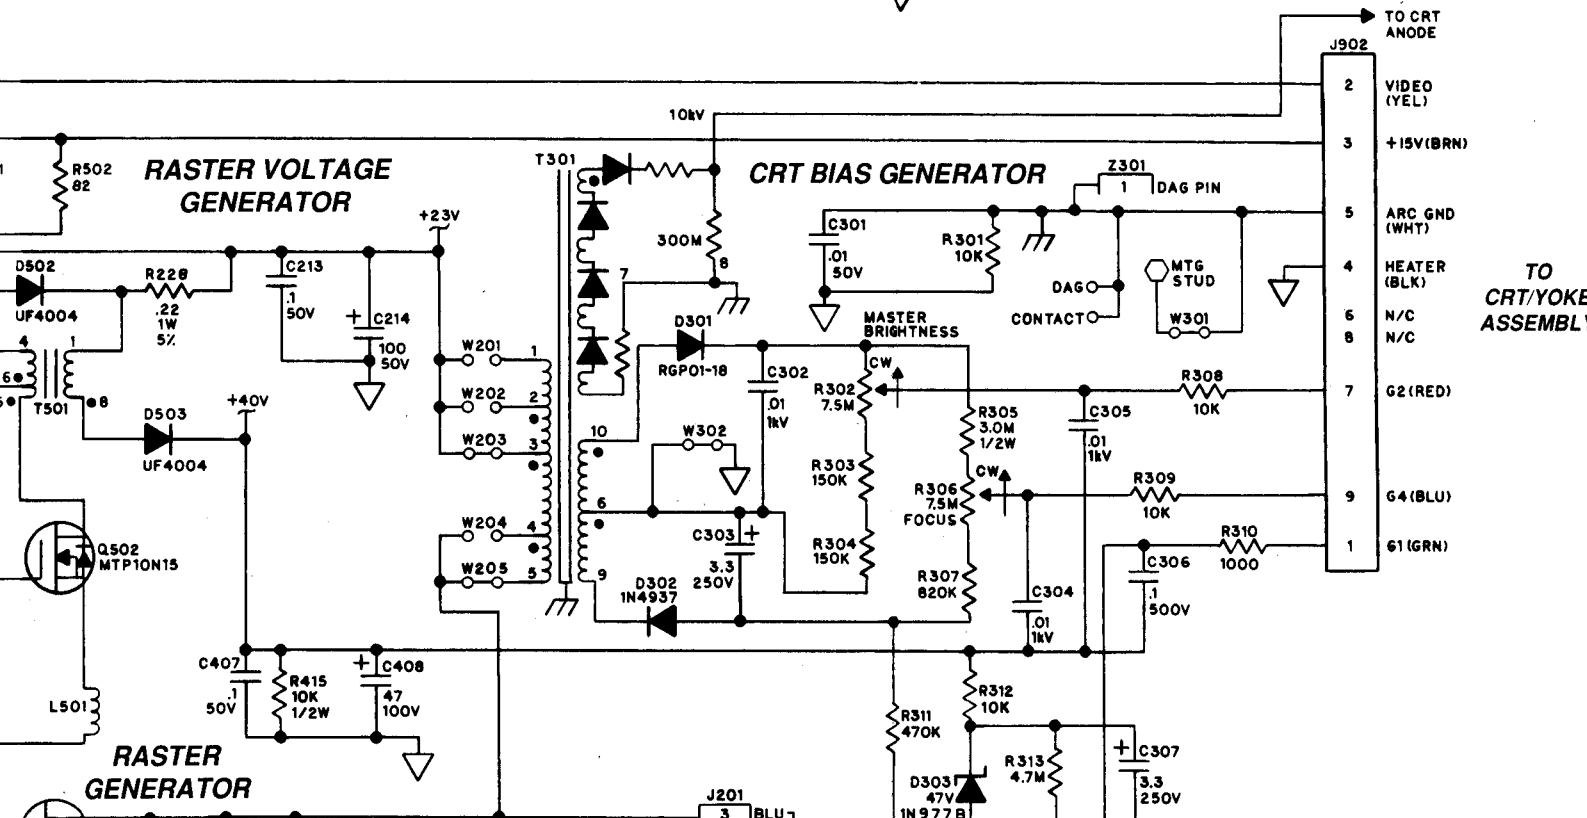 TO CRT
ANODE
J902
2
VIDEO
(YEL)
10kV
3
+15V(BRN)
R502
82
RASTER VOLTAGE
GENERATOR
T301
CRT BIAS GENERATOR
Z301
1
DAG PIN
+23V
5
ARC GND
(WHT)
C301
.01
50V
R301
10K
300M
8
7
D502
UF4004
R228
.22
1W
5%
C213
.1
50V
C214
100
50V
+
4
HEATER
(BLK)
MTG
STUD
DAG
CONTACT
W301
6
N/C
8
N/C
TO
CRT/YOKE
ASSEMBLY
MASTER
BRIGHTNESS
D301
RGP01-18
4
1
6
T501
8
W201
1
C302
.01
1kV
CW
R302
7.5M
R308
10K
7
G2(RED)
+40V
D503
UF4004
W202
2
W203
3
10
W302
R305
3.0M
1/2W
C305
.01
1kV
R303
150K
CW
R306
7.5M
FOCUS
R309
10K
9
G4(BLU)
6
W204
4
C303
+
3.3
250V
R304
150K
R310
1000
1
G1(GRN)
Q502
MTP10N15
W205
5
9
D302
1N4937
R307
820K
C304
.01
1kV
C306
.1
500V
C407
.1
50V
R415
10K
1/2W
+
C408
47
100V
L501
R312
10K
R311
470K
RASTER
GENERATOR
D303
47V
1N977B
R313
4.7M
+
C307
3.3
250V
J201
3
BLU